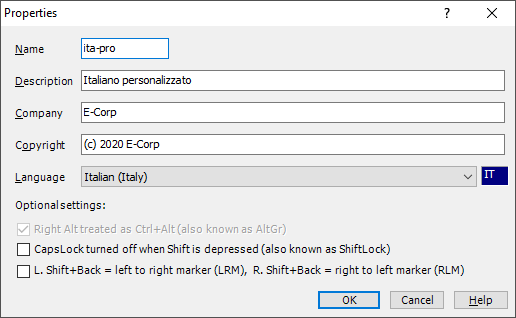 Properties
?
Name ita-pro
Description Italiano personalizzato
Company E-Corp
Copyright (c) 2020 E-Corp
Language Italian (Italy) IT
Optional settings:
Right Alt treated as Ctrl+Alt (also known as AltGr)
CapsLock turned off when Shift is depressed (also known as ShiftLock)
L. Shift+Back = left to right marker (LRM), R. Shift+Back = right to left marker (RLM)
OK Cancel Help